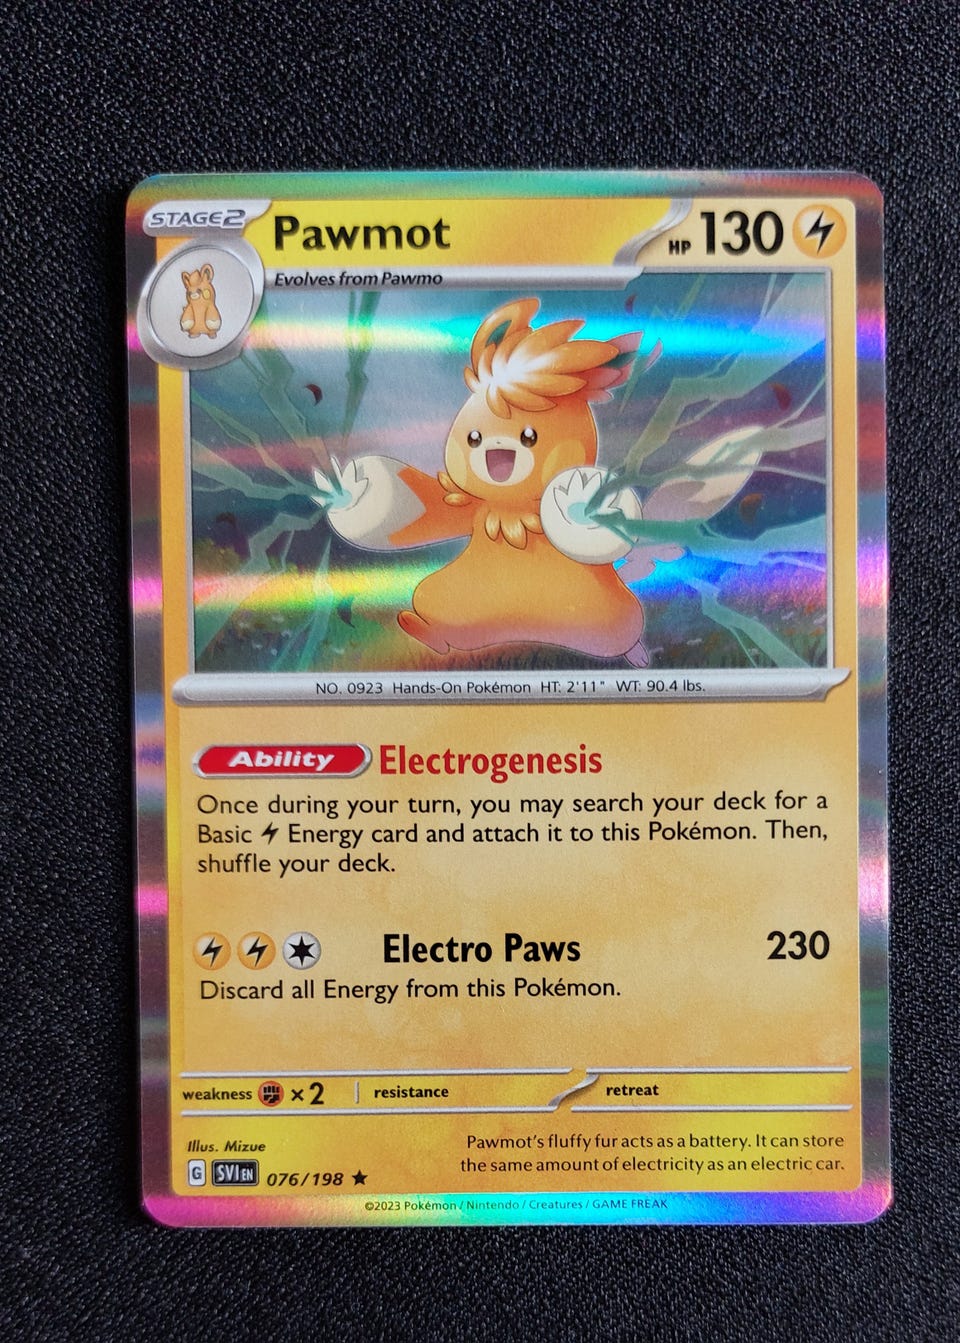 STAGE2
Pawmot
HP 130
Evolves from Pawmo
NO. 0923 Hands-On Pokémon HT: 2'11" WT: 90.4 lbs.
Ability Electrogenesis
Once during your turn, you may search your deck for a
Basic Energy card and attach it to this Pokémon. Then,
shuffle your deck.
Electro Paws 230
Discard all Energy from this Pokémon.
weakness ×2 resistance retreat
Illus. Mizue
Pawmot's fluffy fur acts as a battery. It can store
the same amount of electricity as an electric car.
G SVI EN 076/198 ★
©2023 Pokémon / Nintendo / Creatures / GAME FREAK